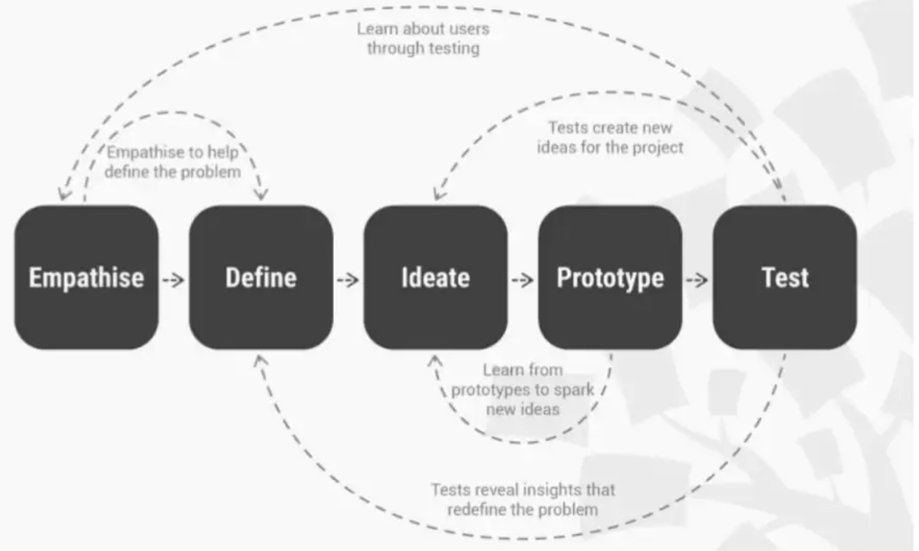 Learn about users
through testing
Tests create new
ideas for the project
Empathise to help
define the problem
Empathise
Define
Ideate
Prototype
Test
Learn from
prototypes to spark
new ideas
Tests reveal insights that
redefine the problem